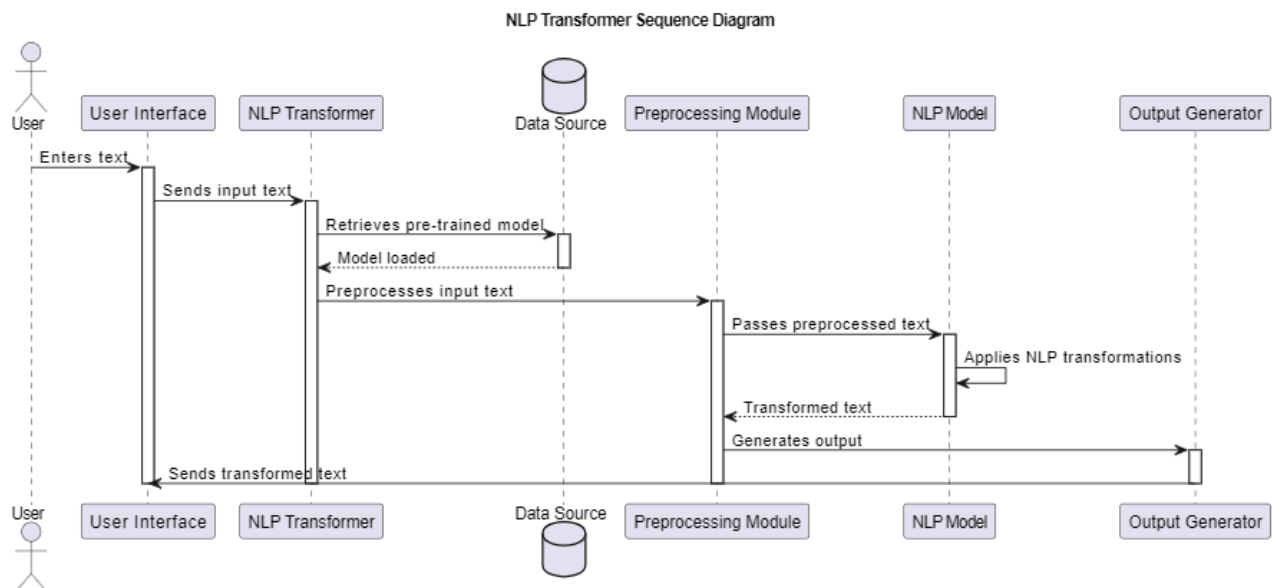 NLP Transformer Sequence Diagram
User
User Interface
NLP Transformer
Data Source
Preprocessing Module
NLP Model
Output Generator
Enters text
Sends input text
Retrieves pre-trained model
Model loaded
Preprocesses input text
Passes preprocessed text
Applies NLP transformations
Transformed text
Generates output
Sends transformed text
User
User Interface
NLP Transformer
Data Source
Preprocessing Module
NLP Model
Output Generator